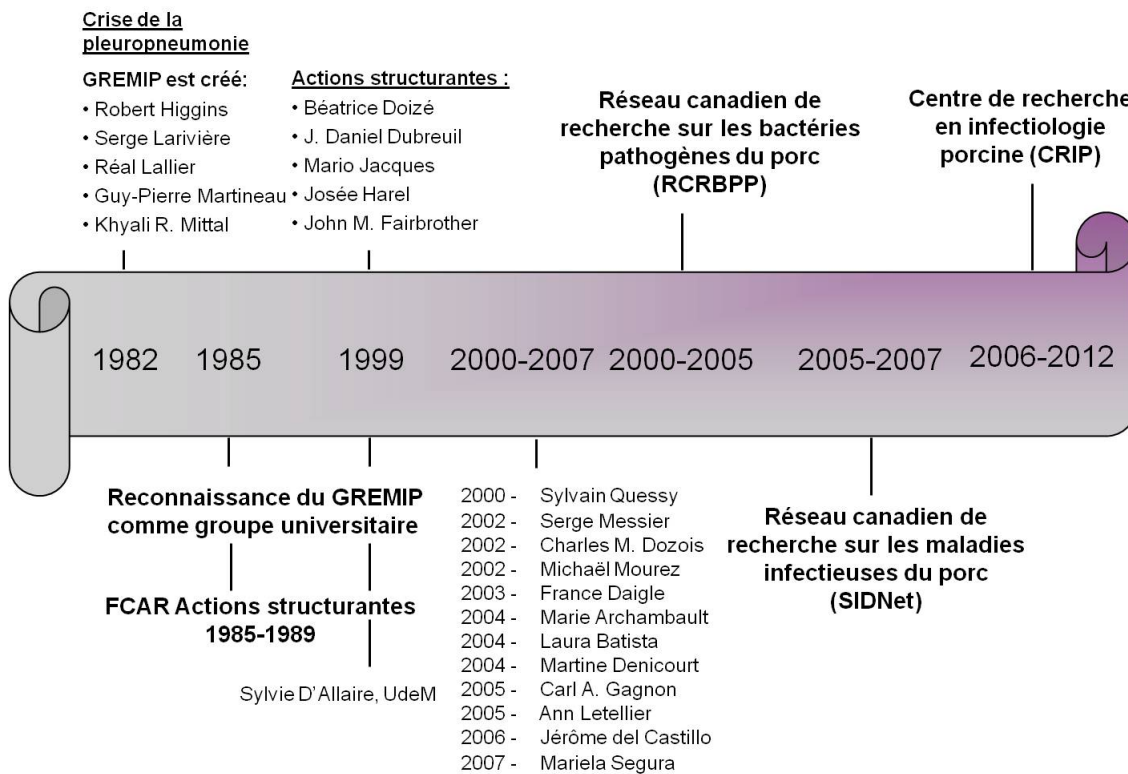 Crise de la
pleuropneumonie
GREMIP est créé:
• Robert Higgins
• Serge Larivière
• Réal Lallier
• Guy-Pierre Martineau
• Khyali R. Mittal
Actions structurantes :
• Béatrice Doizé
• J. Daniel Dubreuil
• Mario Jacques
• Josée Harel
• John M. Fairbrother
Réseau canadien de
recherche sur les bactéries
pathogènes du porc
(RCRBPP)
Centre de recherche
en infectiologie
porcine (CRIP)
1982 1985 1999 2000-2007 2000-2005 2005-2007 2006-2012
Reconnaissance du GREMIP
comme groupe universitaire
FCAR Actions structurantes
1985-1989
Sylvie D'Allaire, UdeM
2000 - Sylvain Quessy
2002 - Serge Messier
2002 - Charles M. Dozois
2002 - Michaël Mourez
2003 - France Daigle
2004 - Marie Archambault
2004 - Laura Batista
2004 - Martine Denicourt
2005 - Carl A. Gagnon
2005 - Ann Letellier
2006 - Jérôme del Castillo
2007 - Mariela Segura
Réseau canadien de
recherche sur les maladies
infectieuses du porc
(SIDNet)